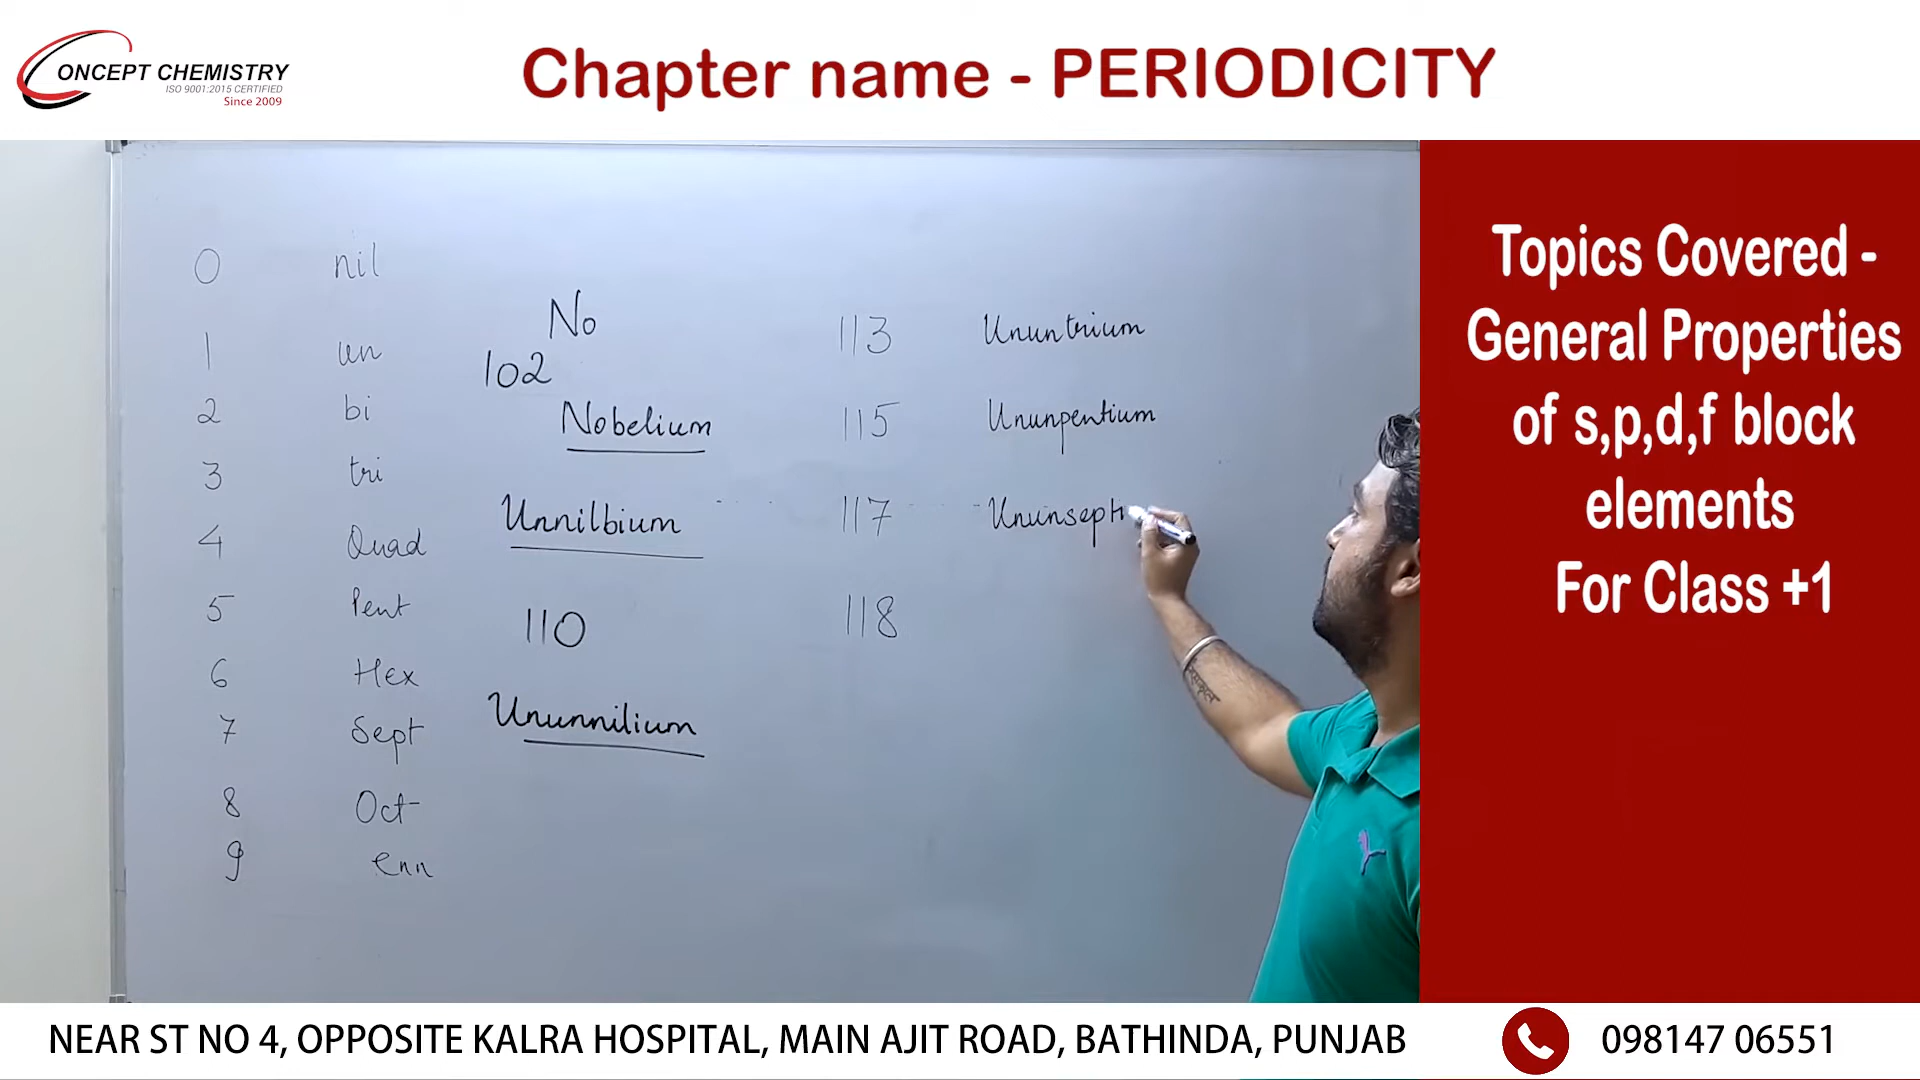 CONCEPT CHEMISTRY
ISO 9001:2015 CERTIFIED
Since 2009
Chapter name - PERIODICITY
0 nil
1 un
2 bi
3 tri
4 Quad
5 Pent
6 Hex
7 Sept
8 Oct
9 enn
No
102
Nobelium
Unnilbium
110
Ununnilium
113 Ununtrium
115 Ununpentium
117 Ununsepti
118
Topics Covered -
General Properties
of s,p,d,f block
elements
For Class +1
NEAR ST NO 4, OPPOSITE KALRA HOSPITAL, MAIN AJIT ROAD, BATHINDA, PUNJAB
098147 06551